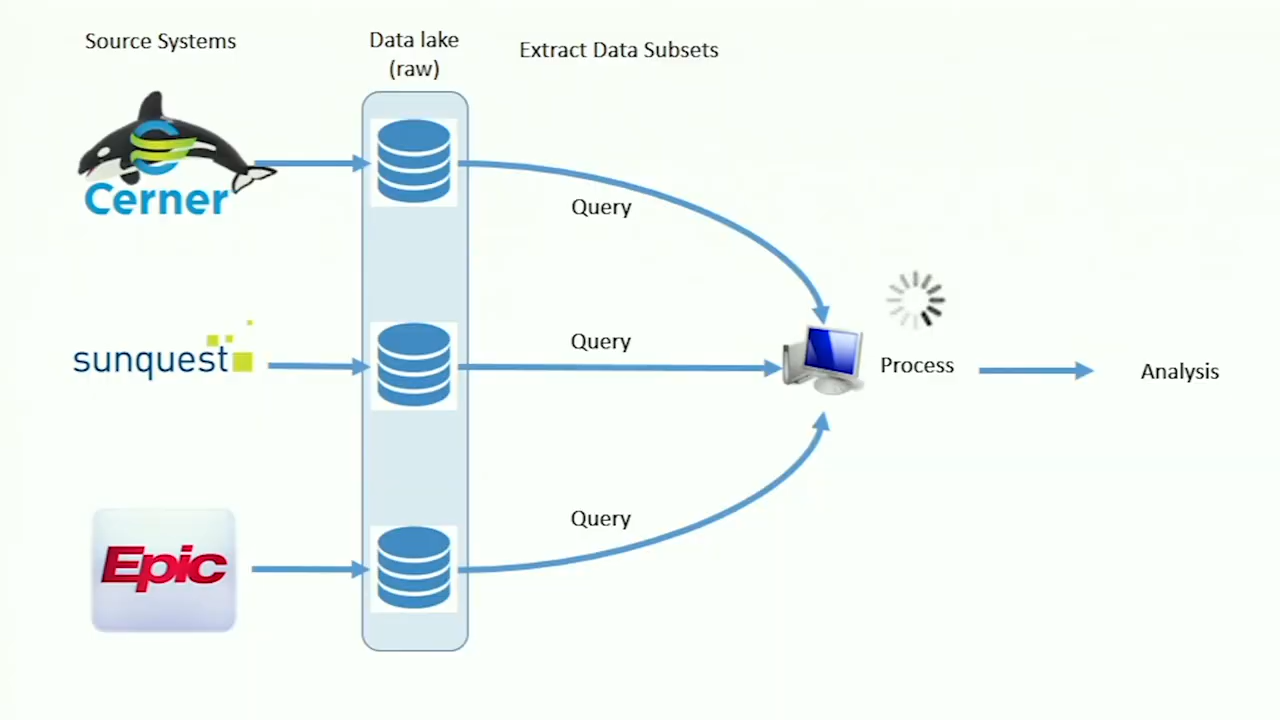 Source Systems
Data lake
(raw)
Extract Data Subsets
Cerner
Query
sunquest
Query
Process
Analysis
Epic
Query